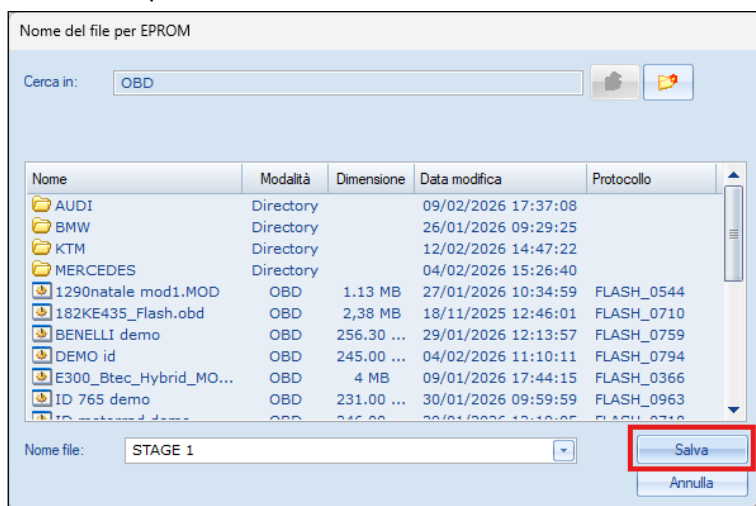 Nome del file per EPROM
Cerca in: OBD
Nome Modalità Dimensione Data modifica Protocollo
AUDI Directory 09/02/2026 17:37:08
BMW Directory 26/01/2026 09:29:25
KTM Directory 12/02/2026 14:47:22
MERCEDES Directory 04/02/2026 15:26:40
1290natale mod1.MOD OBD 1.13 MB 27/01/2026 10:34:59 FLASH_0544
182KE435_Flash.obd OBD 2,38 MB 18/11/2025 12:46:01 FLASH_0710
BENELLI demo OBD 256.30 ... 29/01/2026 12:13:57 FLASH_0759
DEMO id OBD 245.00 ... 04/02/2026 11:10:11 FLASH_0794
E300_Btec_Hybrid_MO... OBD 4 MB 09/01/2026 17:44:15 FLASH_0366
ID 765 demo OBD 231.00 ... 30/01/2026 09:59:59 FLASH_0963
Nome file: STAGE 1 Salva
Annulla